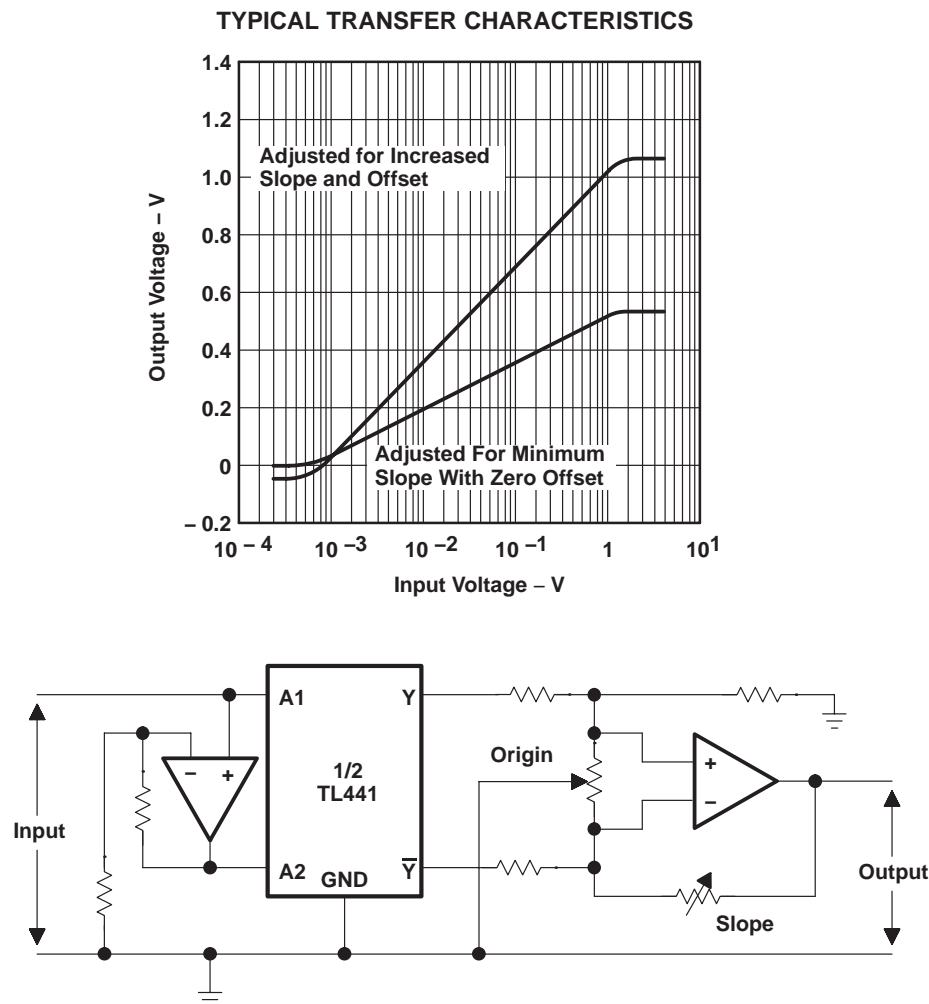 TYPICAL TRANSFER CHARACTERISTICS
1.4
1.2
1.0
0.8
0.6
0.4
0.2
0
– 0.2
Output Voltage – V
Adjusted for Increased
Slope and Offset
Adjusted For Minimum
Slope With Zero Offset
10 –4
10 –3
10 –2
10 –1
1
10¹
Input Voltage – V
A1
Y
1/2
TL441
A2
GND
Y̅
–
+
Input
Origin
+
–
Slope
Output